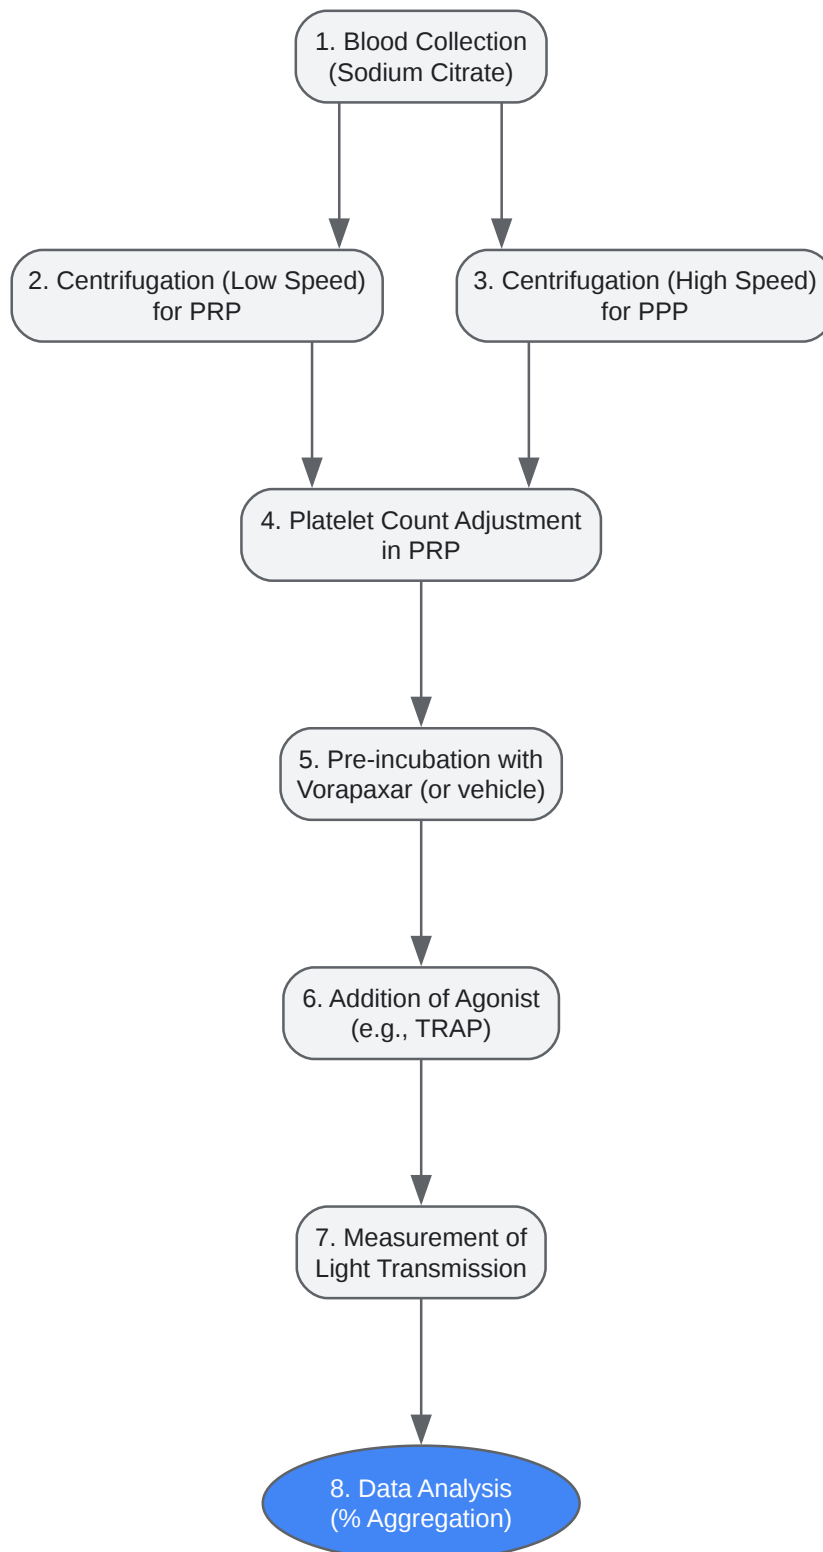 1. Blood Collection
(Sodium Citrate)
2. Centrifugation (Low Speed)
for PRP
3. Centrifugation (High Speed)
for PPP
4. Platelet Count Adjustment
in PRP
5. Pre-incubation with
Vorapaxar (or vehicle)
6. Addition of Agonist
(e.g., TRAP)
7. Measurement of
Light Transmission
8. Data Analysis
(% Aggregation)